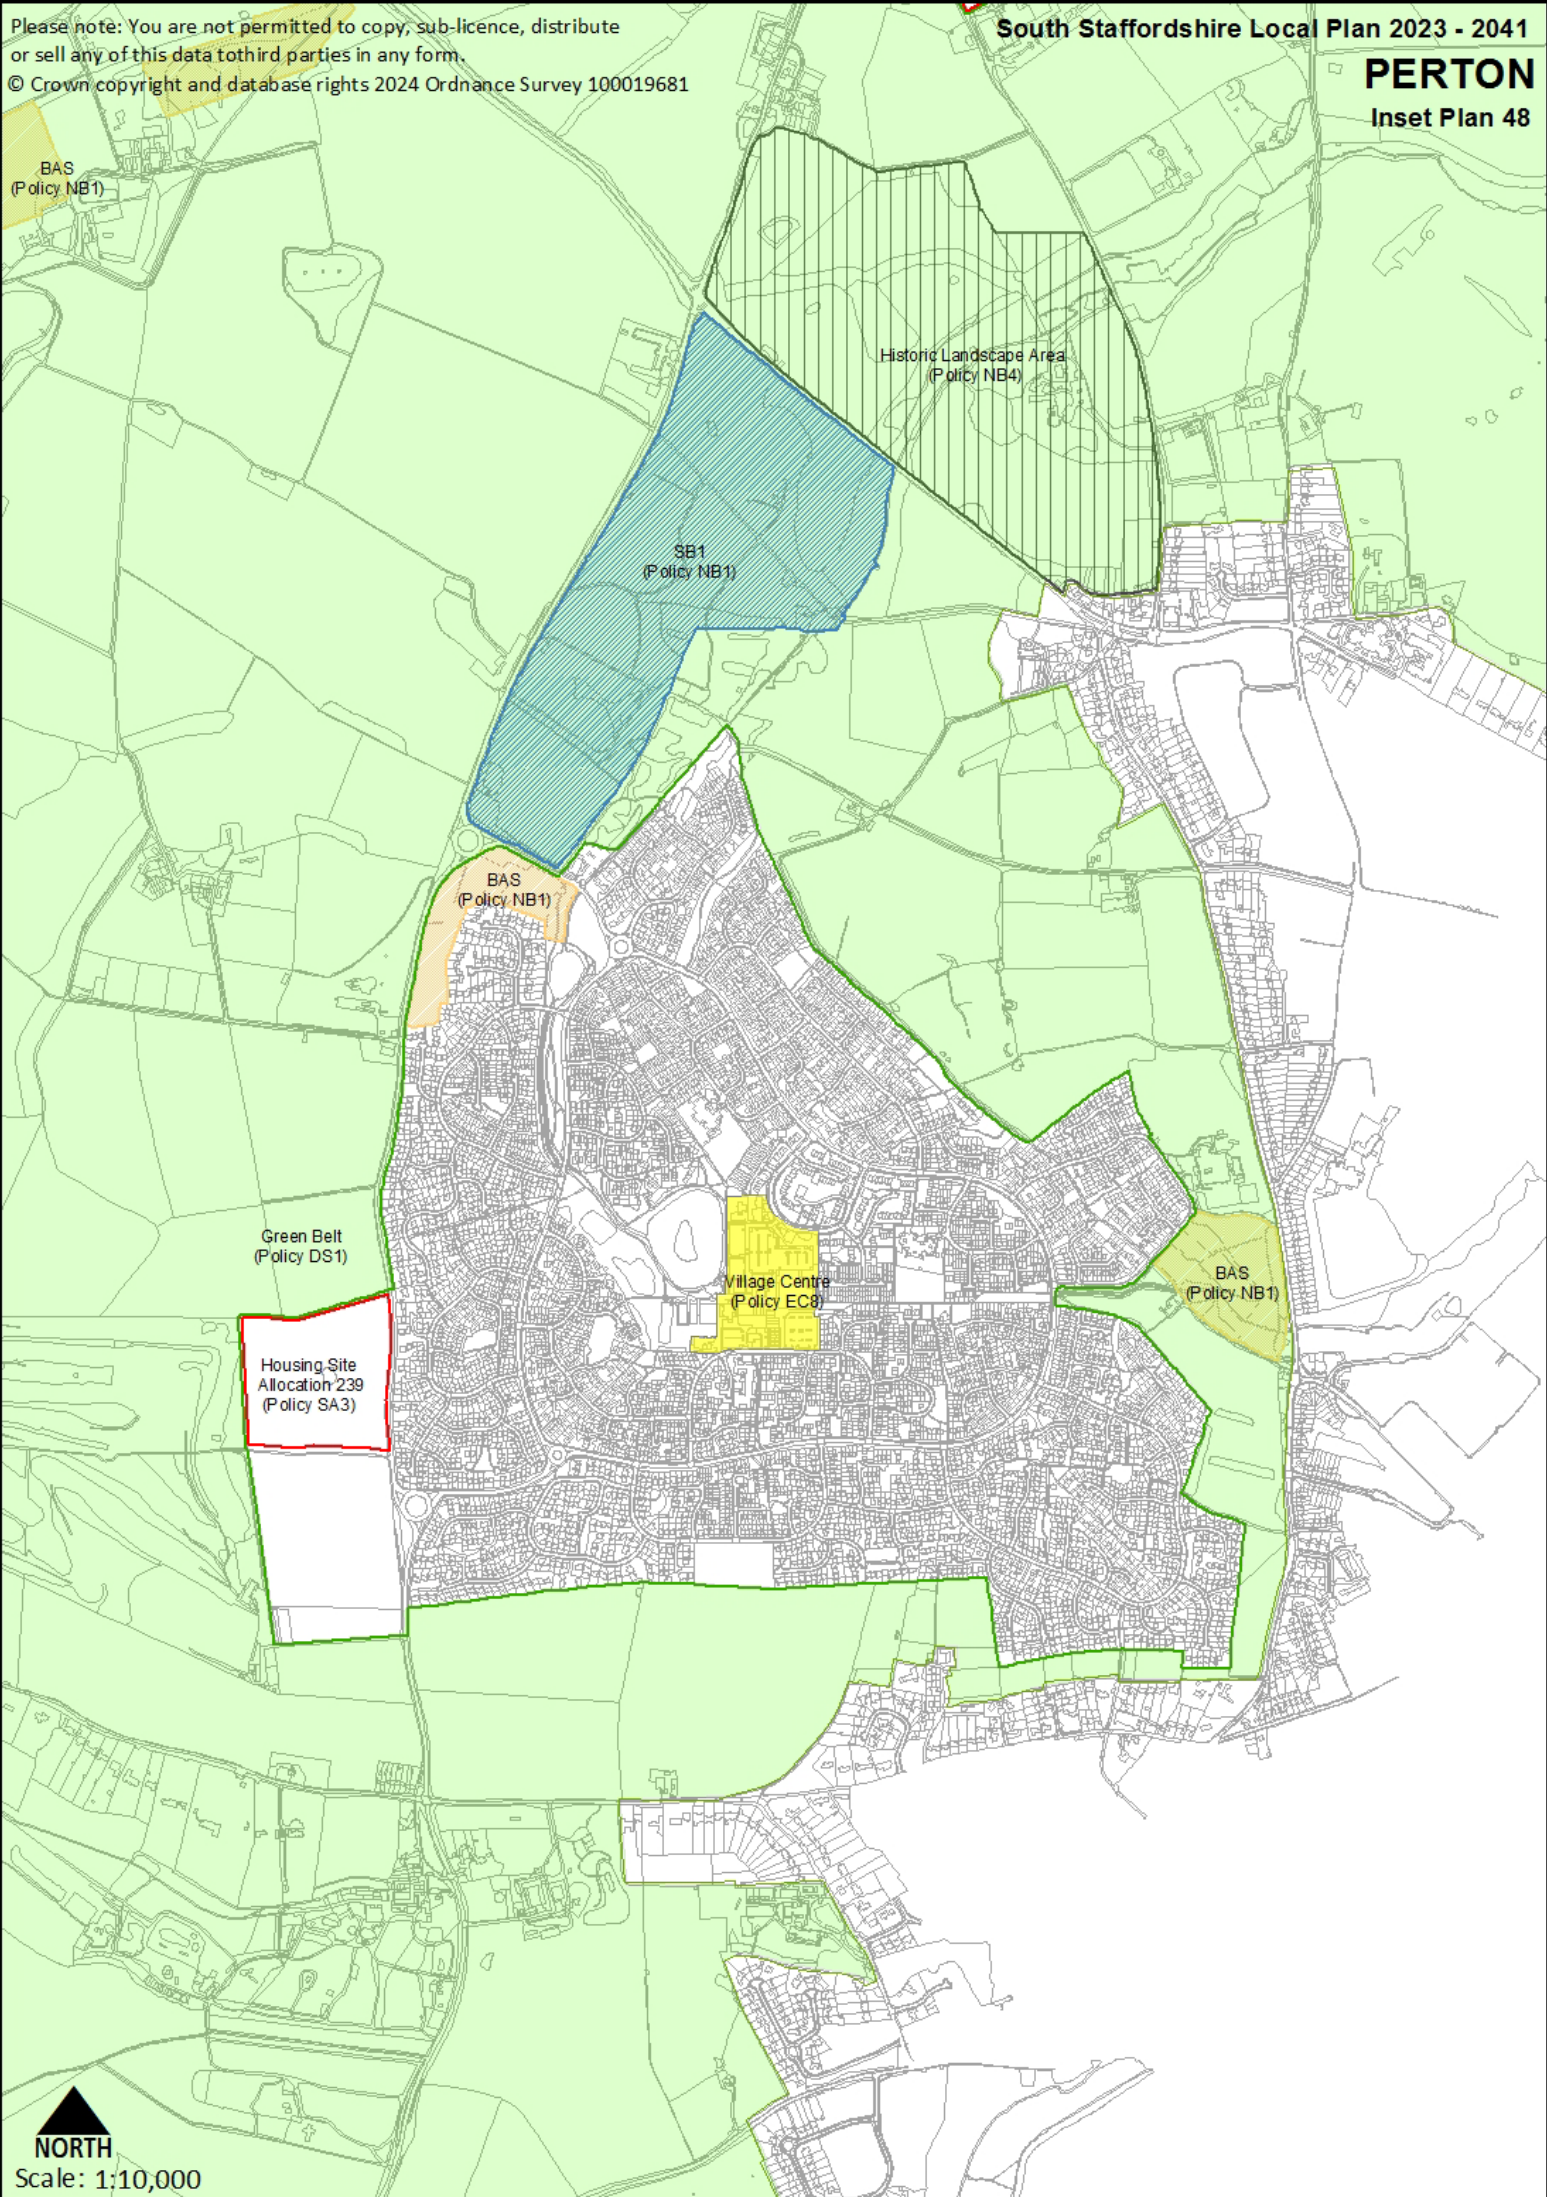 Please note: You are not permitted to copy, sub-licence, distribute
or sell any of this data tothird parties in any form.
© Crown copyright and database rights 2024 Ordnance Survey 100019681
South Staffordshire Local Plan 2023 - 2041
PERTON
Inset Plan 48
BAS
(Policy NB1)
Historic Landscape Area
(Policy NB4)
SB1
(Policy NB1)
BAS
(Policy NB1)
Green Belt
(Policy DS1)
Village Centre
(Policy EC8)
BAS
(Policy NB1)
Housing Site
Allocation 239
(Policy SA3)
NORTH
Scale: 1:10,000